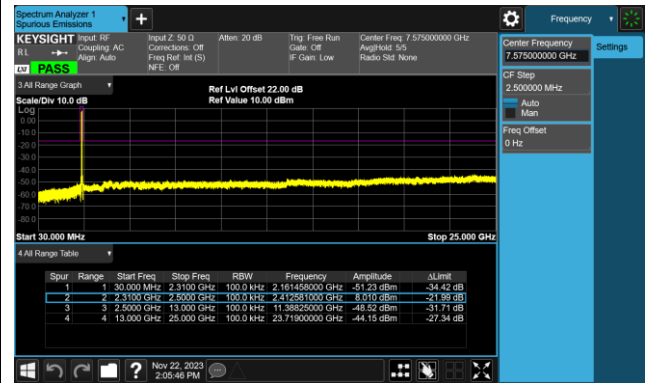 Spectrum Analyzer 1
Spurious Emissions
Frequency
KEYSIGHT
Input: RF
Coupling: AC
Align: Auto
Input Z: 50 Ω
Corrections: Off
Freq Ref: Int (S)
NFE: Off
Atten: 20 dB
Trig: Free Run
Gate: Off
IF Gain: Low
Center Freq: 7.575000000 GHz
Avg|Hold: 5/5
Radio Std: None
RL
LXI
PASS
Center Frequency
7.575000000 GHz
Settings
CF Step
2.500000 MHz
Auto
Man
Freq Offset
0 Hz
3 All Range Graph
Scale/Div 10.0 dB
Ref Lvl Offset 22.00 dB
Ref Value 10.00 dBm
Log
0.00
-10.0
-20.0
-30.0
-40.0
-50.0
-60.0
-70.0
-80.0
Start 30.000 MHz
Stop 25.000 GHz
4 All Range Table
Spur Range Start Freq Stop Freq RBW Frequency Amplitude ΔLimit
1 1 30.000 MHz 2.3100 GHz 100.0 kHz 2.161458000 GHz -51.23 dBm -34.42 dB
2 2 2.3100 GHz 2.5000 GHz 100.0 kHz 2.412581000 GHz 8.010 dBm -21.99 dB
3 3 2.5000 GHz 13.000 GHz 100.0 kHz 11.38825000 GHz -48.52 dBm -31.71 dB
4 4 13.000 GHz 25.000 GHz 100.0 kHz 23.71900000 GHz -44.15 dBm -27.34 dB
Nov 22, 2023
2:05:46 PM